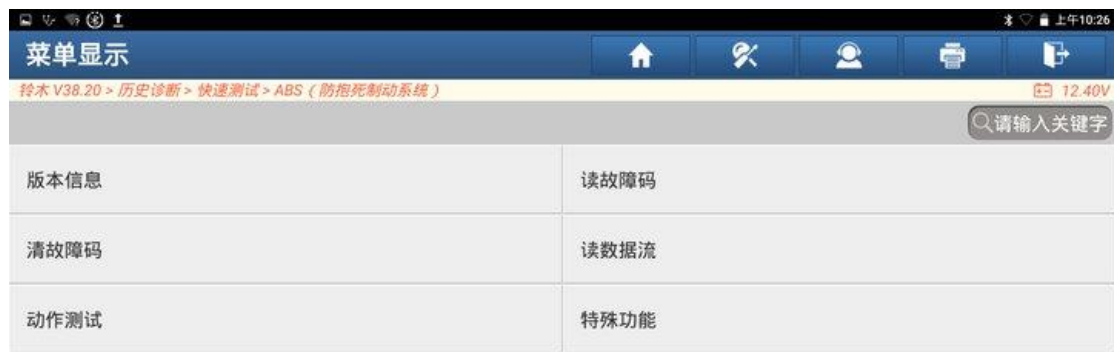 上午10:26
菜单显示
铃木 V38.20 > 历史诊断 > 快速测试 > ABS（防抱死制动系统） 12.40V
请输入关键字
版本信息 读故障码
清故障码 读数据流
动作测试 特殊功能